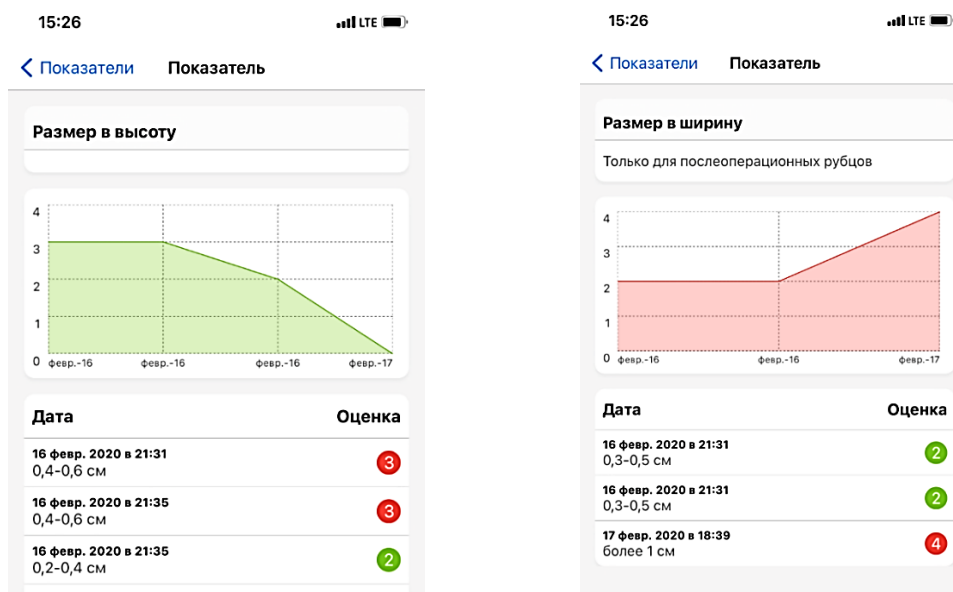 15:26
LTE
Показатели
Показатель
Размер в высоту
4
3
2
1
0
февр.-16
февр.-16
февр.-16
февр.-17
Дата
Оценка
16 февр. 2020 в 21:31
0,4-0,6 см
3
16 февр. 2020 в 21:35
0,4-0,6 см
3
16 февр. 2020 в 21:35
0,2-0,4 см
2
15:26
LTE
Показатели
Показатель
Размер в ширину
Только для послеоперационных рубцов
4
3
2
1
0
февр.-16
февр.-16
февр.-17
Дата
Оценка
16 февр. 2020 в 21:31
0,3-0,5 см
2
16 февр. 2020 в 21:31
0,3-0,5 см
2
17 февр. 2020 в 18:39
более 1 см
4